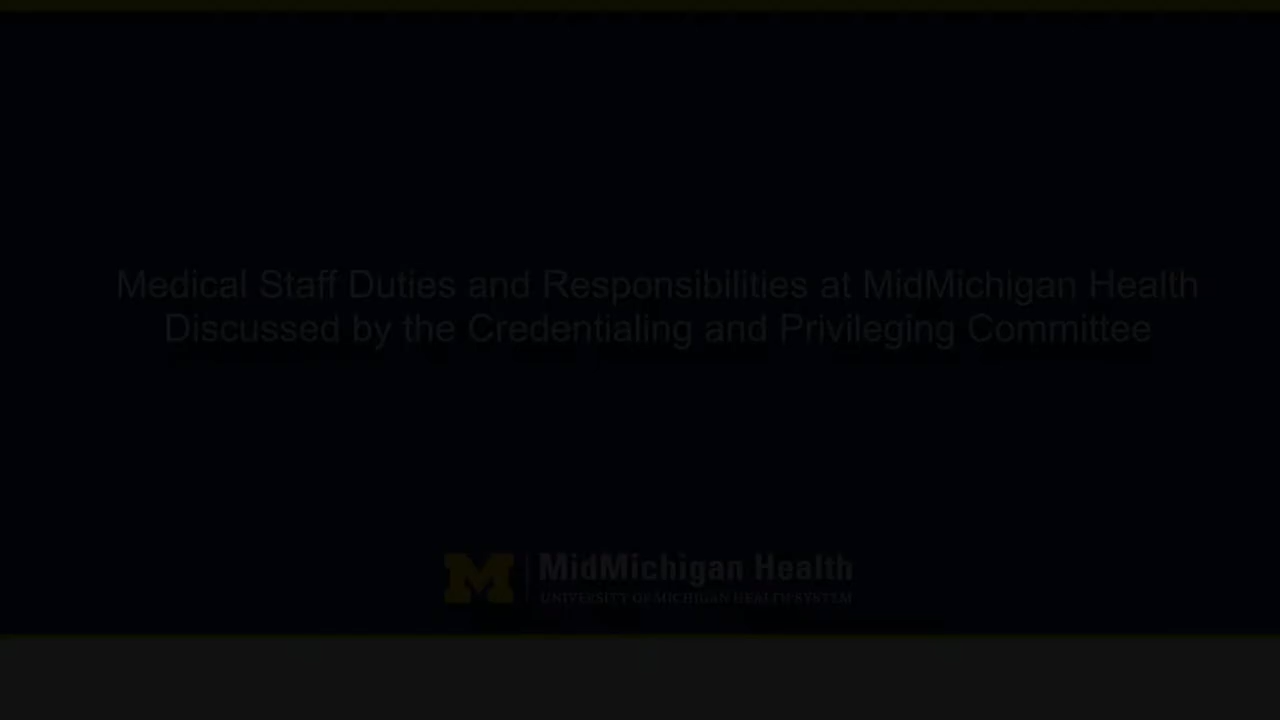 Medical Staff Duties and Responsibilities at MidMichigan Health
Discussed by the Credentialing and Privileging Committee
M MidMichigan Health
UNIVERSITY OF MICHIGAN HEALTH SYSTEM